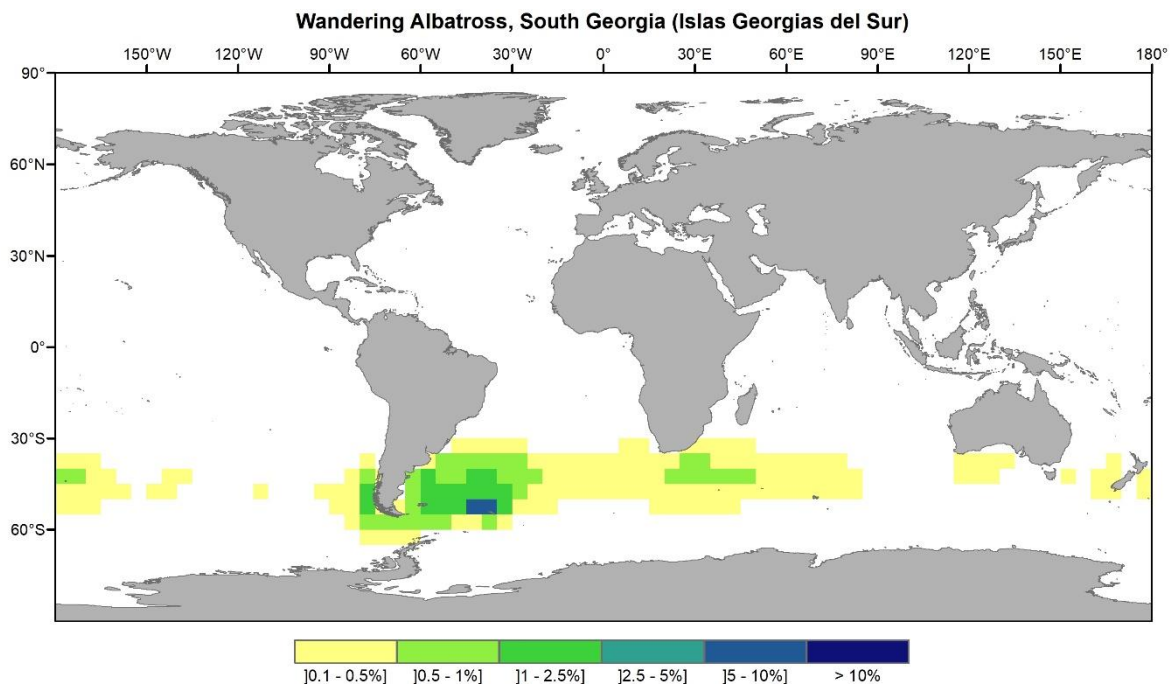 Wandering Albatross, South Georgia (Islas Georgias del Sur)
150°W 120°W 90°W 60°W 30°W 0° 30°E 60°E 90°E 120°E 150°E 180°
90°
60°N
30°N
0°
30°S
60°S
]0.1 - 0.5%] ]0.5 - 1%] ]1 - 2.5%] ]2.5 - 5%] ]5 - 10%] > 10%